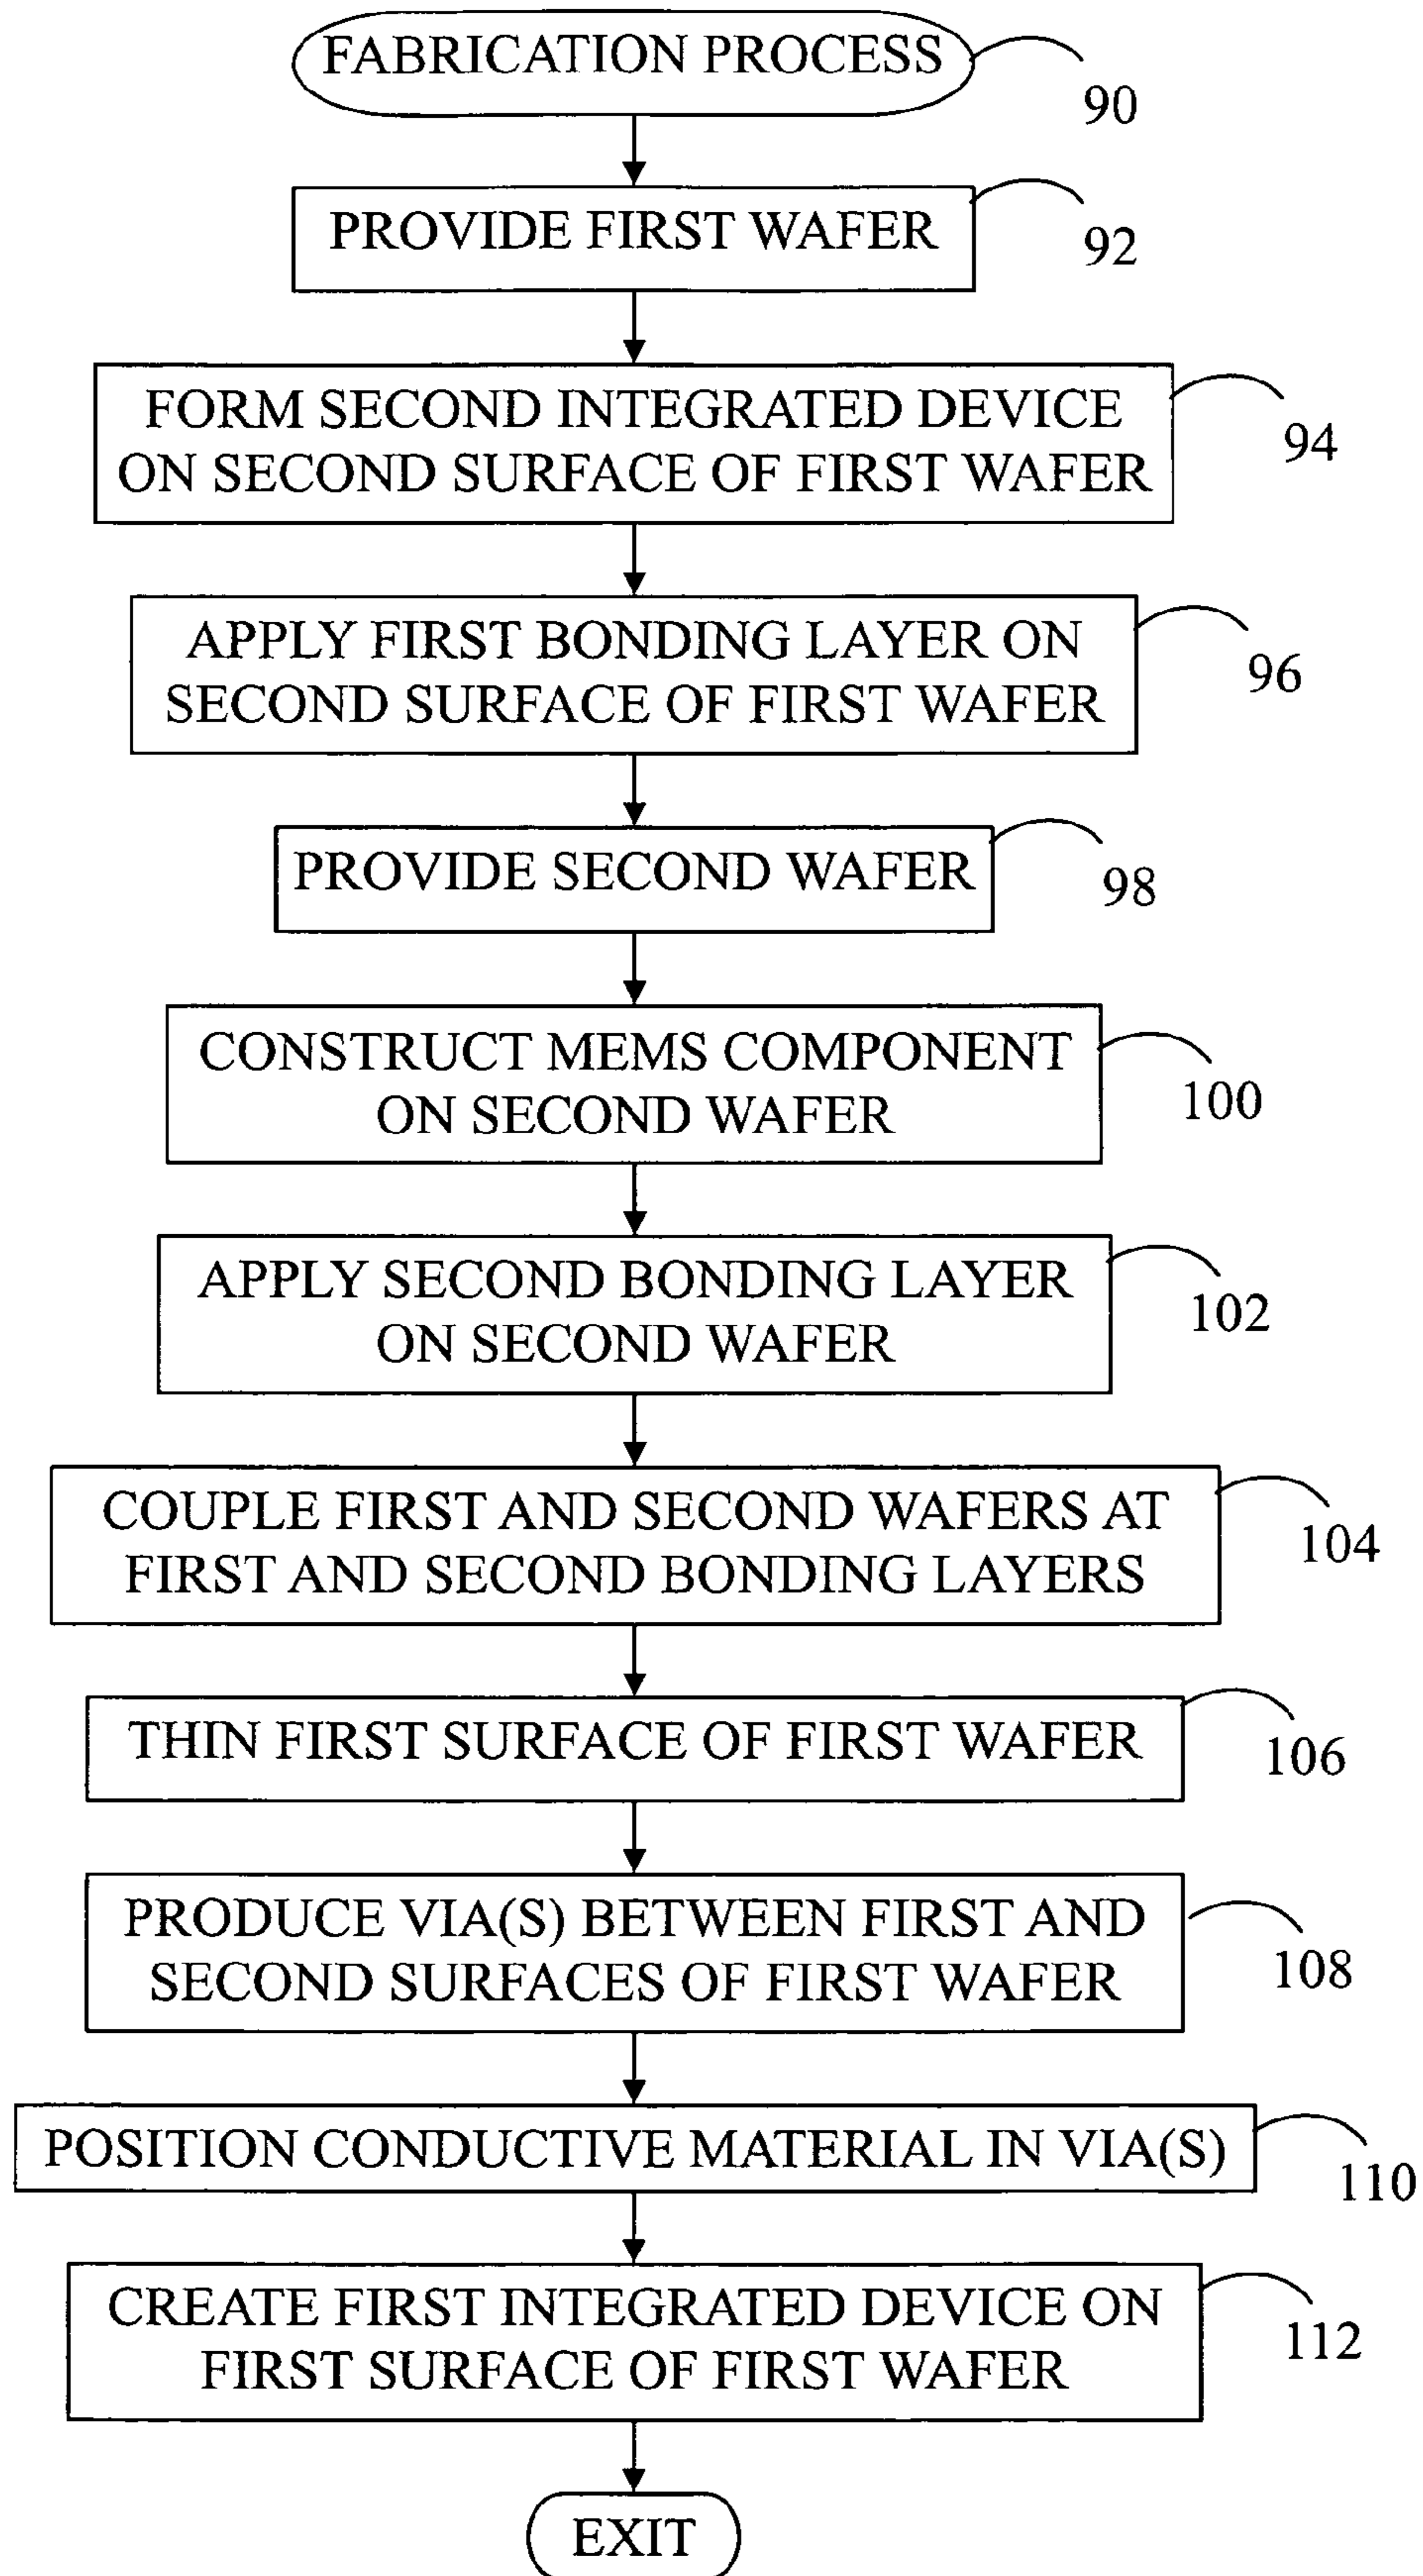 FABRICATION PROCESS
90
PROVIDE FIRST WAFER
92
FORM SECOND INTEGRATED DEVICE
ON SECOND SURFACE OF FIRST WAFER
94
APPLY FIRST BONDING LAYER ON
SECOND SURFACE OF FIRST WAFER
96
PROVIDE SECOND WAFER
98
CONSTRUCT MEMS COMPONENT
ON SECOND WAFER
100
APPLY SECOND BONDING LAYER
ON SECOND WAFER
102
COUPLE FIRST AND SECOND WAFERS AT
FIRST AND SECOND BONDING LAYERS
104
THIN FIRST SURFACE OF FIRST WAFER
106
PRODUCE VIA(S) BETWEEN FIRST AND
SECOND SURFACES OF FIRST WAFER
108
POSITION CONDUCTIVE MATERIAL IN VIA(S)
110
CREATE FIRST INTEGRATED DEVICE ON
FIRST SURFACE OF FIRST WAFER
112
EXIT